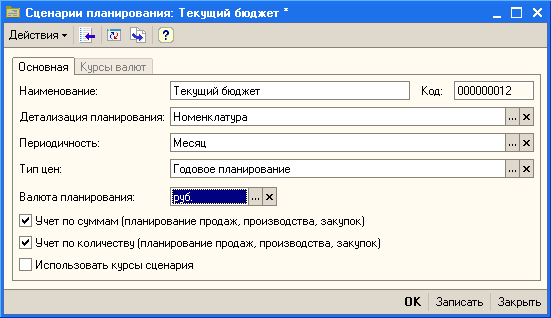 Сценарии планирования: Текущий бюджет *
Действия
Основная Курсы валют
Наименование: Текущий бюджет Код: 000000012
Детализация планирования: Номенклатура ... ×
Периодичность: Месяц ... ×
Тип цен: Годовое планирование ... ×
Валюта планирования: руб. ... ×
Учет по суммам (планирование продаж, производства, закупок)
Учет по количеству (планирование продаж, производства, закупок)
Использовать курсы сценария
OK Записать Закрыть